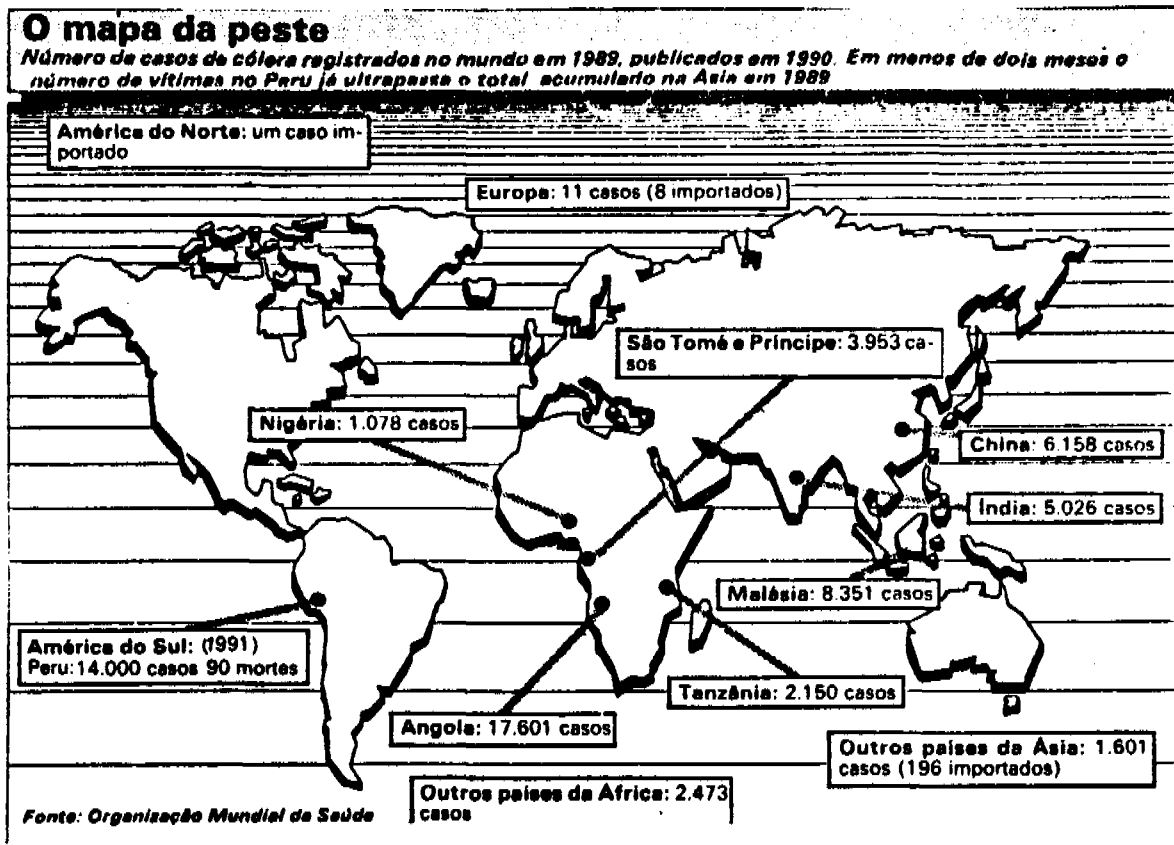 O mapa da peste
Número de casos de cólera registrados no mundo em 1989, publicados em 1990. Em menos de dois meses o
número de vítimas no Peru já ultrapassa o total acumulado na Ásia em 1989
América do Norte: um caso im-
portado
Europa: 11 casos (8 importados)
São Tomé e Príncipe: 3.953 ca-
sos
Nigéria: 1.078 casos
China: 6.158 casos
Índia: 5.026 casos
Malásia: 8.351 casos
América do Sul: (1991)
Peru: 14.000 casos 90 mortes
Tanzânia: 2.150 casos
Angola: 17.601 casos
Outros países da Ásia: 1.601
casos (196 importados)
Outros países da África: 2.473
casos
Fonte: Organização Mundial da Saúde